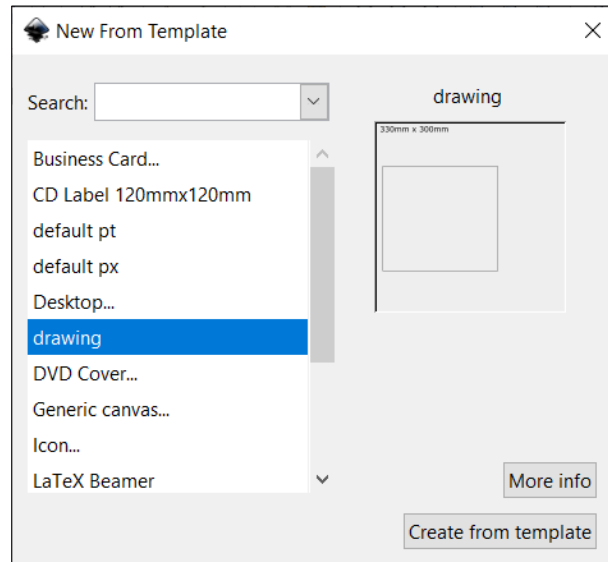 New From Template
Search:
Business Card...
CD Label 120mmx120mm
default pt
default px
Desktop...
drawing
DVD Cover...
Generic canvas...
Icon...
LaTeX Beamer
drawing
330mm x 300mm
More info
Create from template